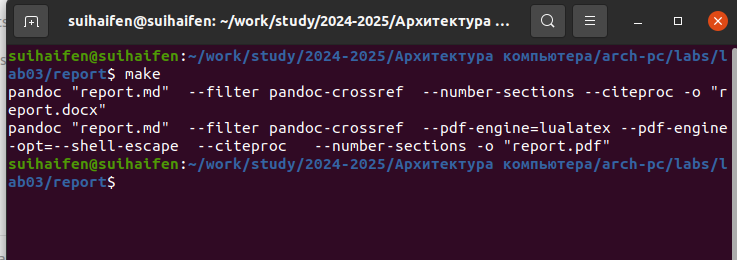 suihaifen@suihaifen: ~/work/study/2024-2025/Архитектура ...
suihaifen@suihaifen:~/work/study/2024-2025/Архитектура компьютера/arch-pc/labs/l
ab03/report$ make
pandoc "report.md"  --filter pandoc-crossref  --number-sections --citeproc -o "r
eport.docx"
pandoc "report.md"  --filter pandoc-crossref  --pdf-engine=lualatex --pdf-engine
-opt=--shell-escape  --citeproc   --number-sections -o "report.pdf"
suihaifen@suihaifen:~/work/study/2024-2025/Архитектура компьютера/arch-pc/labs/l
ab03/report$